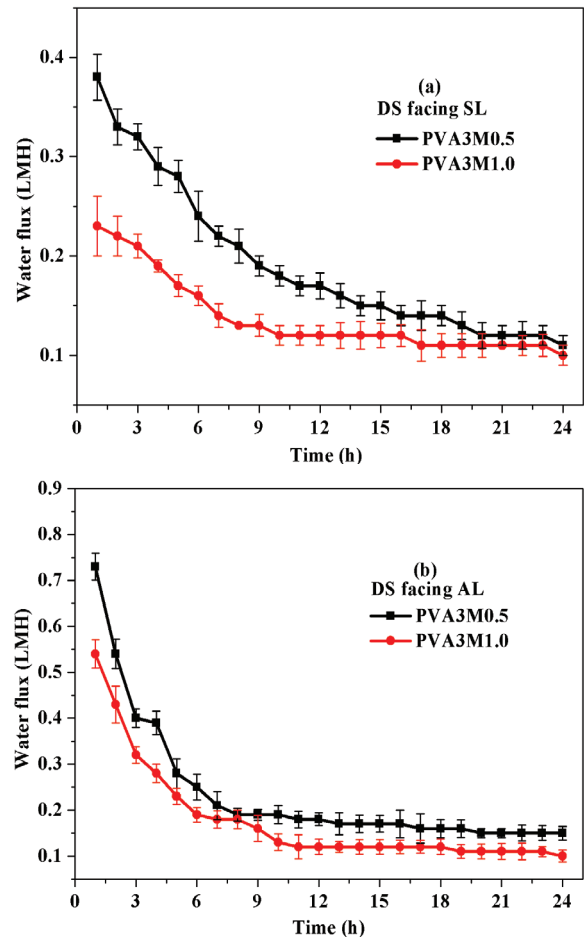 (a)
DS facing SL
PVA3M0.5
PVA3M1.0
Water flux (LMH)
0.4
0.3
0.2
0.1
0 3 6 9 12 15 18 21 24
Time (h)
(b)
DS facing AL
PVA3M0.5
PVA3M1.0
Water flux (LMH)
0.9
0.8
0.7
0.6
0.5
0.4
0.3
0.2
0.1
0 3 6 9 12 15 18 21 24
Time (h)